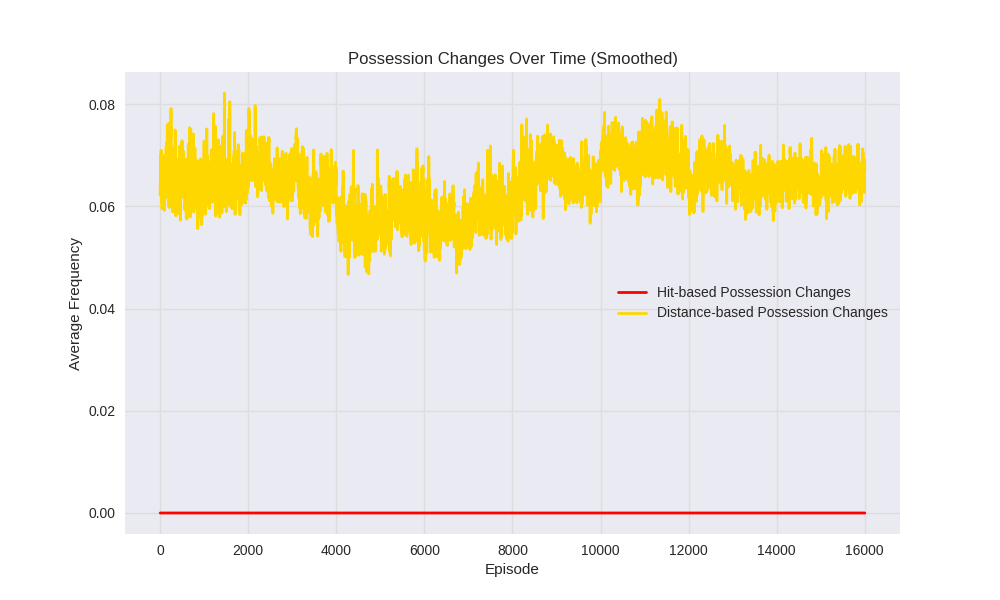 Possession Changes Over Time (Smoothed)
0.08
0.06
0.04
0.02
0.00
Average Frequency
Hit-based Possession Changes
Distance-based Possession Changes
0 2000 4000 6000 8000 10000 12000 14000 16000
Episode